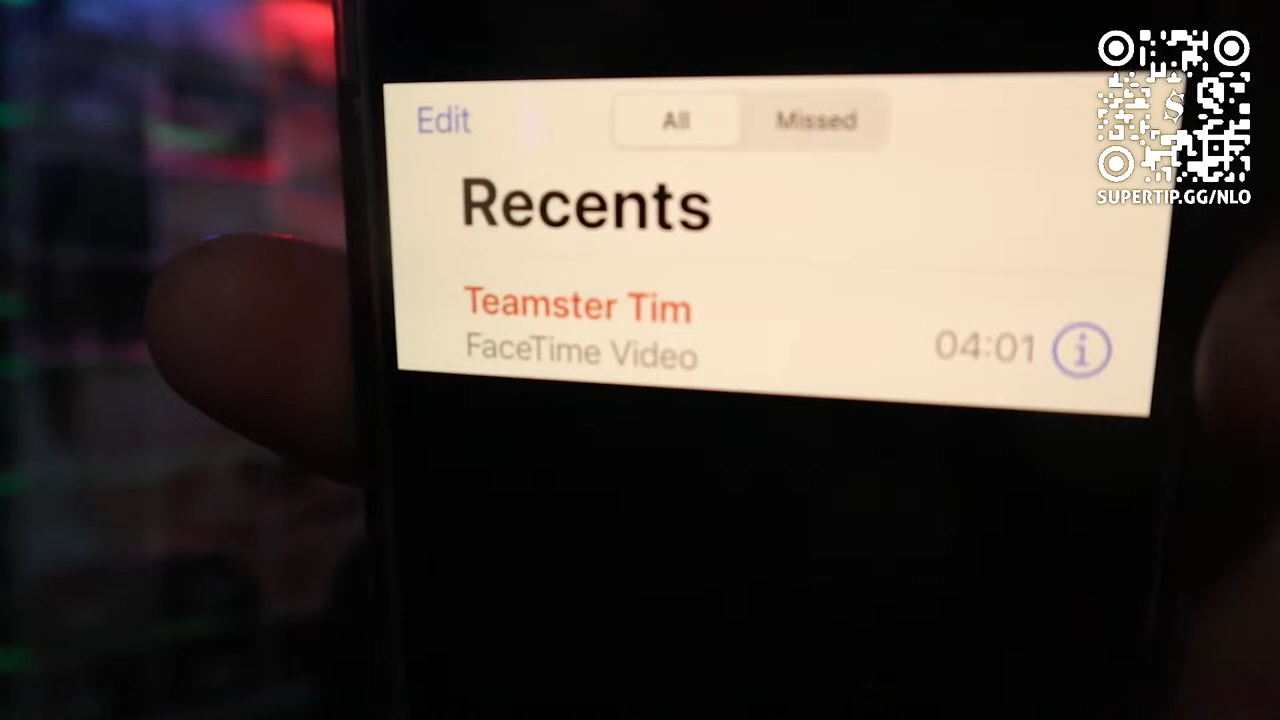 Edit
All
Missed
Recents
Teamster Tim
FaceTime Video
04:01
S
SUPERTIP.GG/NLO